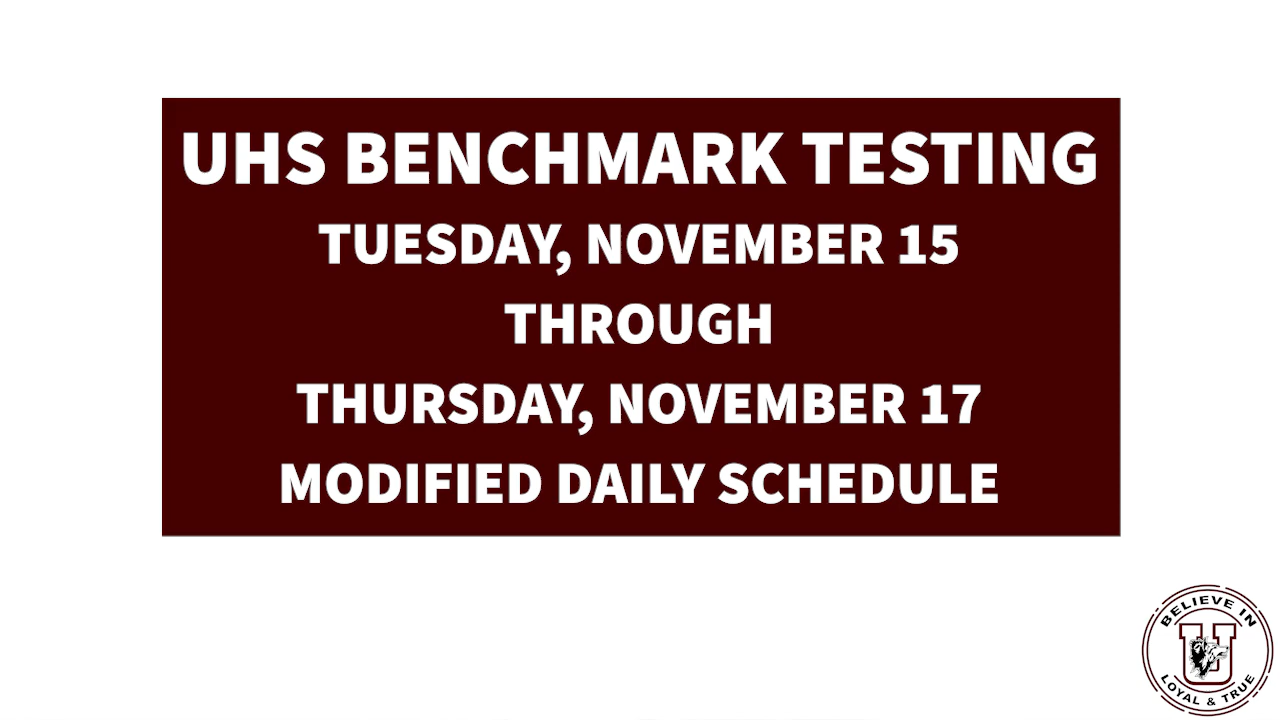 UHS BENCHMARK TESTING
TUESDAY, NOVEMBER 15
THROUGH
THURSDAY, NOVEMBER 17
MODIFIED DAILY SCHEDULE
BELIEVE IN
U
LOYAL & TRUE